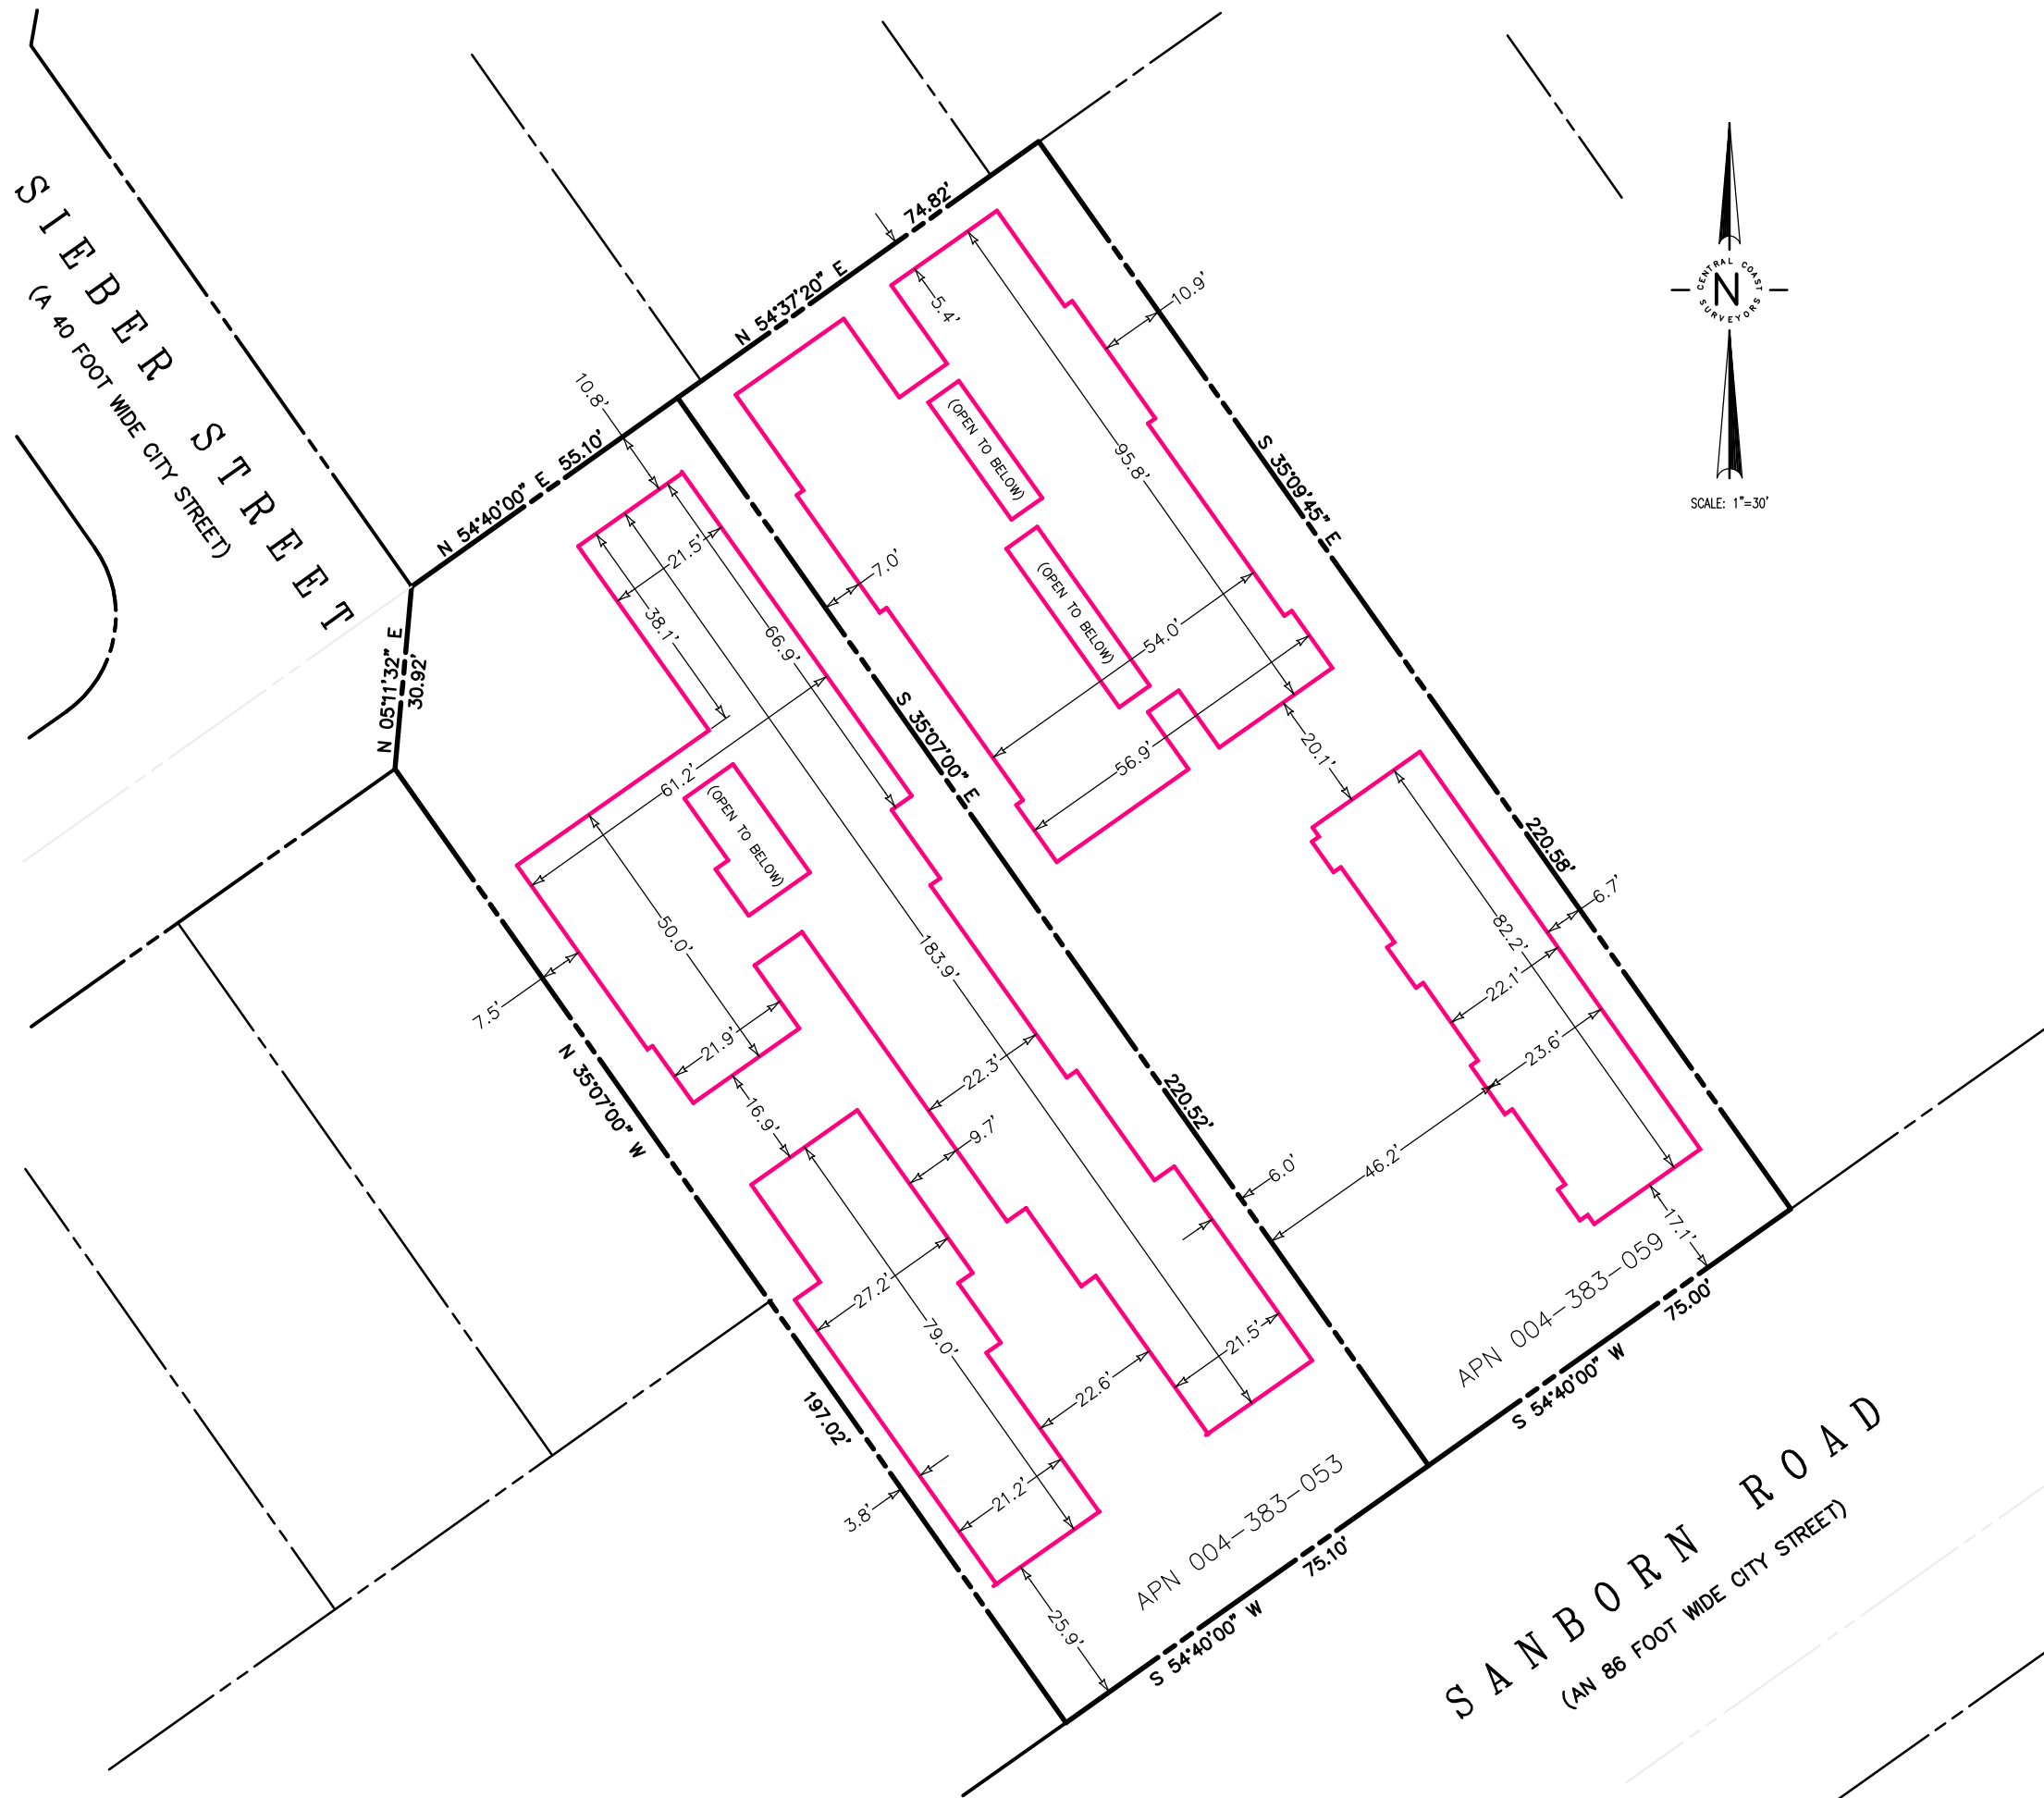 SIEBER STREET
(A 40 FOOT WIDE CITY STREET)
N 54°37'20" E
74.82'
N 54°40'00" E 55.10'
N 05°11'32" E
30.92'
S 35°09'45" E
220.58'
S 35°07'00" E
220.52'
N 35°07'00" W
197.02'
S 54°40'00" W
75.10'
S 54°40'00" W
75.00'
10.8'
5.4'
10.9'
95.8'
(OPEN TO BELOW)
(OPEN TO BELOW)
7.0'
54.0'
56.9'
20.1'
21.5'
38.1'
66.9'
61.2'
(OPEN TO BELOW)
50.0'
183.9'
7.5'
21.9'
16.9'
22.3'
9.7'
6.0'
46.2'
82.2'
6.7'
22.1'
23.6'
17.1'
27.2'
79.0'
22.6'
21.5'
21.2'
3.8'
25.9'
APN 004-383-053
APN 004-383-059
SANBORN ROAD
(AN 86 FOOT WIDE CITY STREET)
CENTRAL COAST
N
SURVEYORS
SCALE: 1"=30'